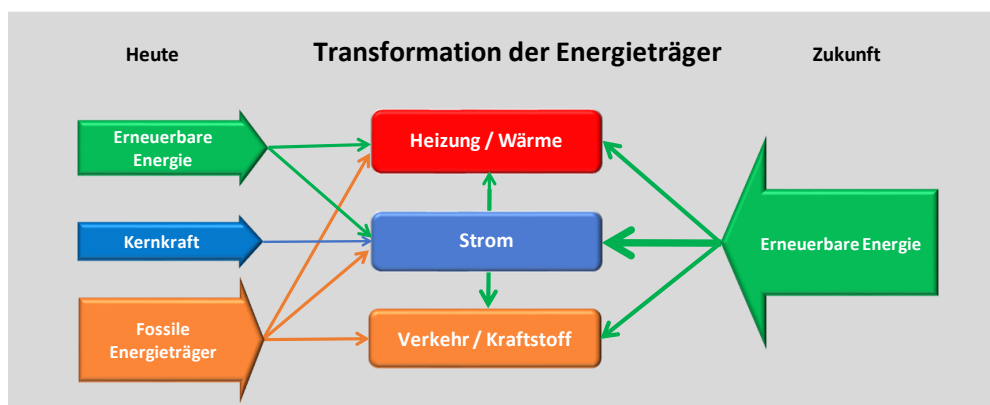 Heute
Transformation der Energieträger
Zukunft
Erneuerbare
Energie
Heizung / Wärme
Kernkraft
Strom
Erneuerbare Energie
Fossile
Energieträger
Verkehr / Kraftstoff